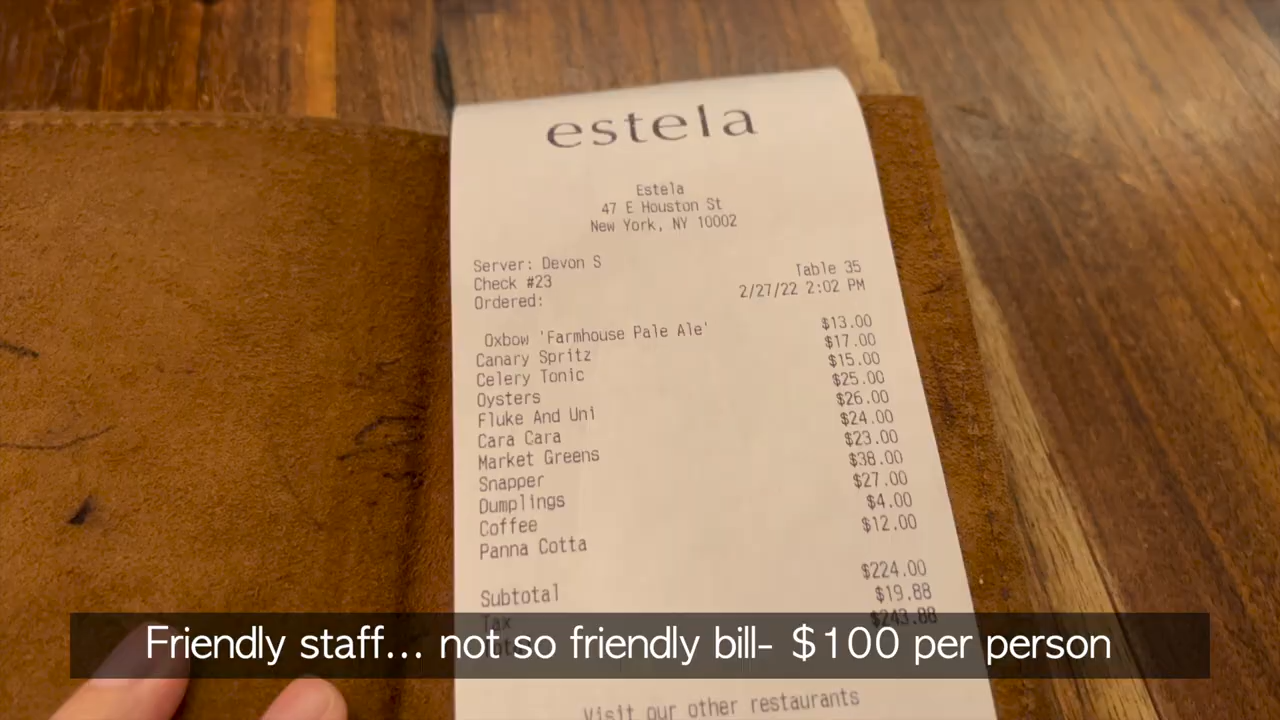 estela
Estela
47 E Houston St
New York, NY 10002
Server: Devon S
Check #23
Table 35
Ordered:
2/27/22 2:02 PM
Oxbow 'Farmhouse Pale Ale' $13.00
Canary Spritz $17.00
Celery Tonic $15.00
Oysters $25.00
Fluke And Uni $26.00
Cara Cara $24.00
Market Greens $23.00
Snapper $38.00
Dumplings $27.00
Coffee $4.00
Panna Cotta $12.00
Subtotal $224.00
Tax $19.88
$243.88
Friendly staff... not so friendly bill- $100 per person
Visit our other restaurants